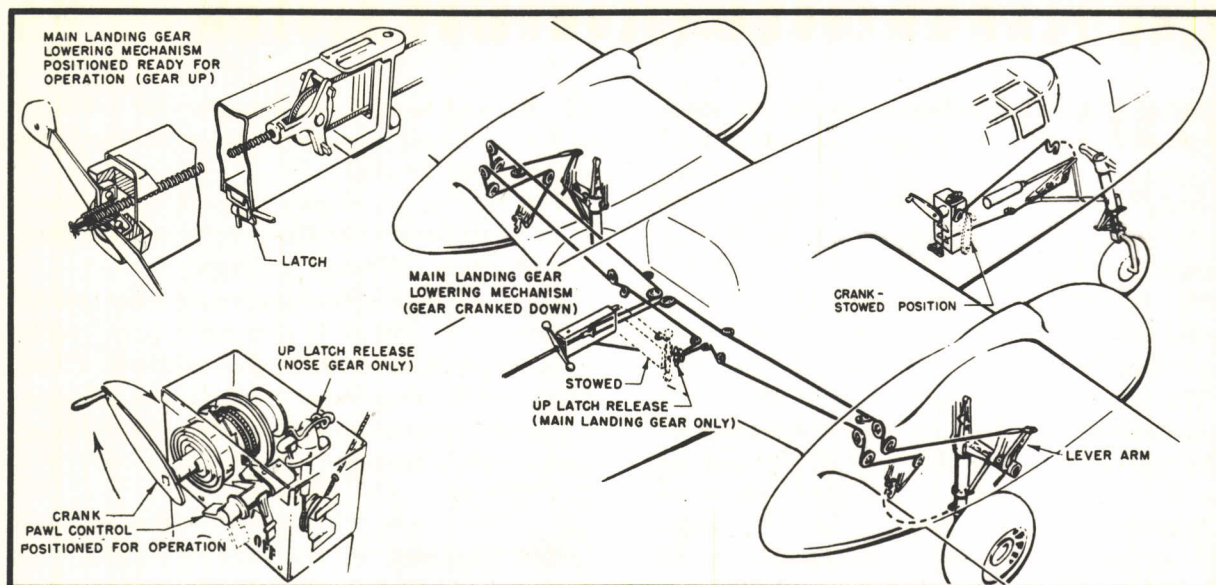 MAIN LANDING GEAR
LOWERING MECHANISM
POSITIONED READY FOR
OPERATION (GEAR UP)
LATCH
MAIN LANDING GEAR
LOWERING MECHANISM
(GEAR CRANKED DOWN)
CRANK-
STOWED POSITION
STOWED
UP LATCH RELEASE
(MAIN LANDING GEAR ONLY)
LEVER ARM
UP LATCH RELEASE
(NOSE GEAR ONLY)
CRANK
PAWL CONTROL
POSITIONED FOR OPERATION
OFF